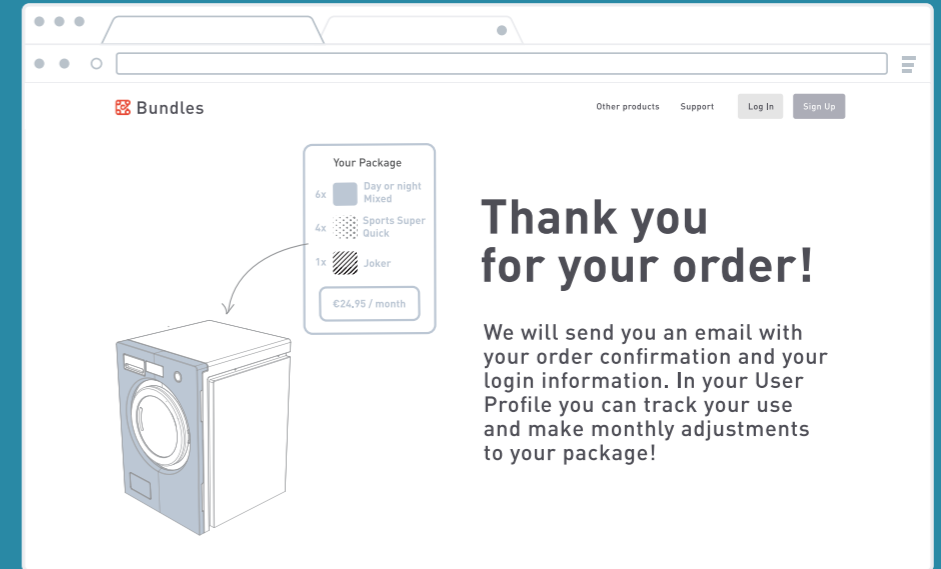 Bundles
Other products Support Log In Sign Up
Your Package
6x Day or night
Mixed
4x Sports Super
Quick
1x Joker
€24,95 / month
Thank you
for your order!
We will send you an email with
your order confirmation and your
login information. In your User
Profile you can track your use
and make monthly adjustments
to your package!